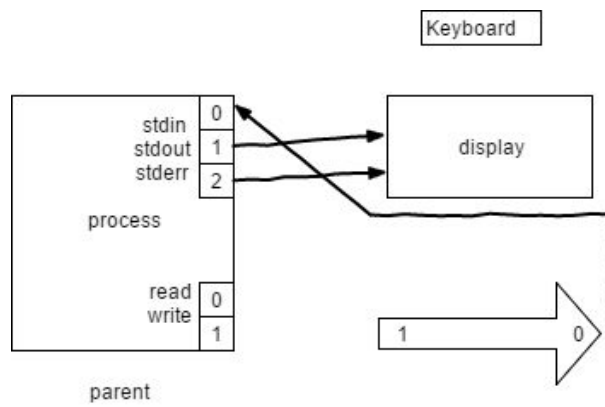 Keyboard
stdin 0
stdout 1
stderr 2
display
process
read 0
write 1
1 0
parent